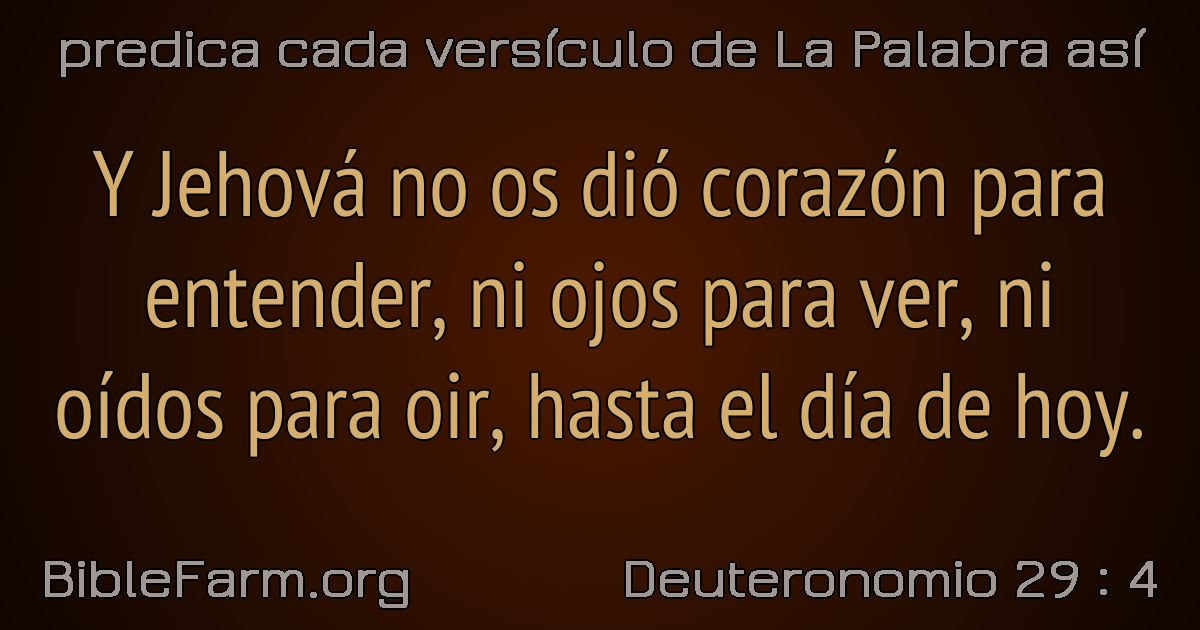 predica cada versículo de La Palabra así
Y Jehová no os dió corazón para
entender, ni ojos para ver, ni
oídos para oir, hasta el día de hoy.
BibleFarm.org
Deuteronomio 29 : 4